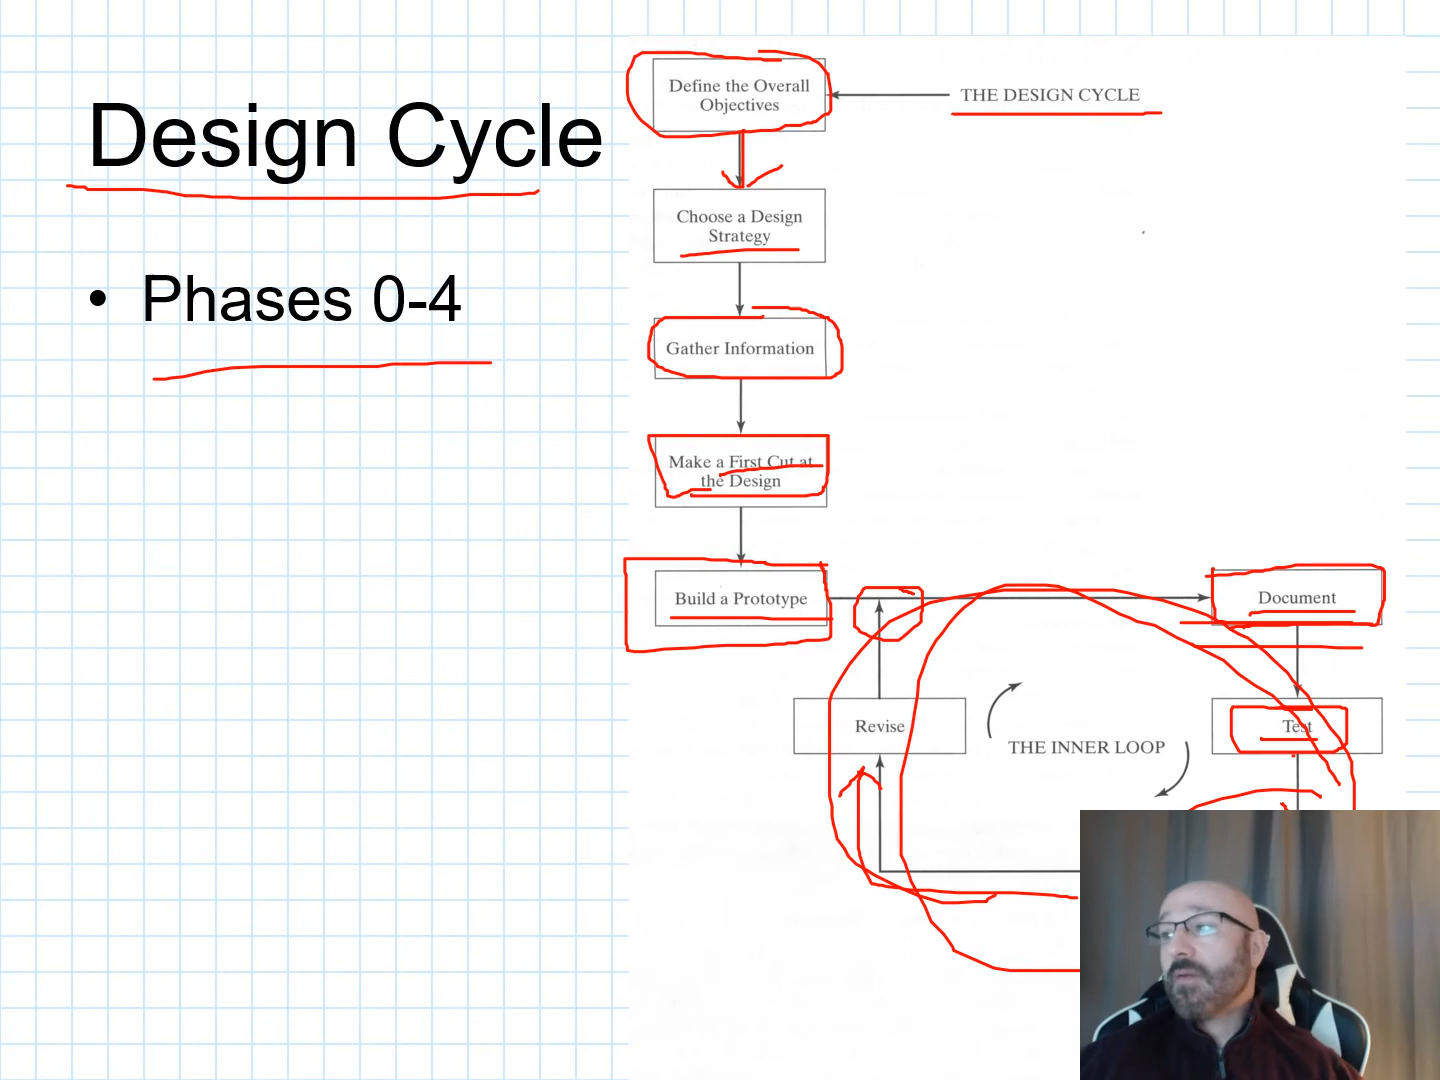 Design Cycle
• Phases 0-4
Define the Overall
Objectives
THE DESIGN CYCLE
Choose a Design
Strategy
Gather Information
Make a First Cut at
the Design
Build a Prototype
Document
Revise
Test
THE INNER LOOP